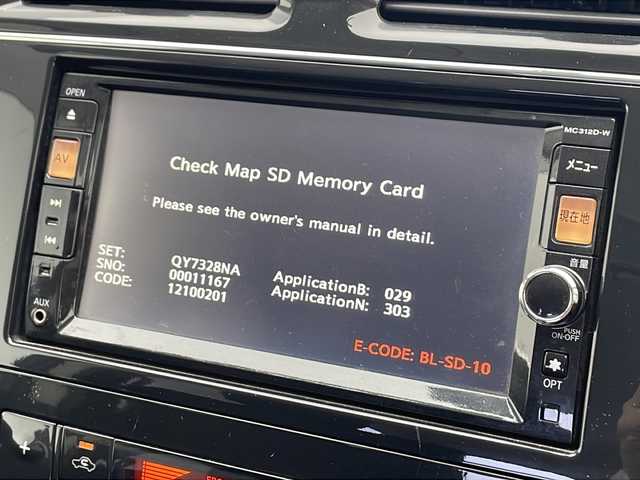 OPEN
MC312D-W
AV
メニュー
現在地
音量
PUSH
ON-OFF
OPT
AUX
Check Map SD Memory Card
Please see the owner's manual in detail.
SET: QY7328NA ApplicationB: 029
SNO: 00011167 ApplicationN: 303
CODE: 12100201
E-CODE: BL-SD-10